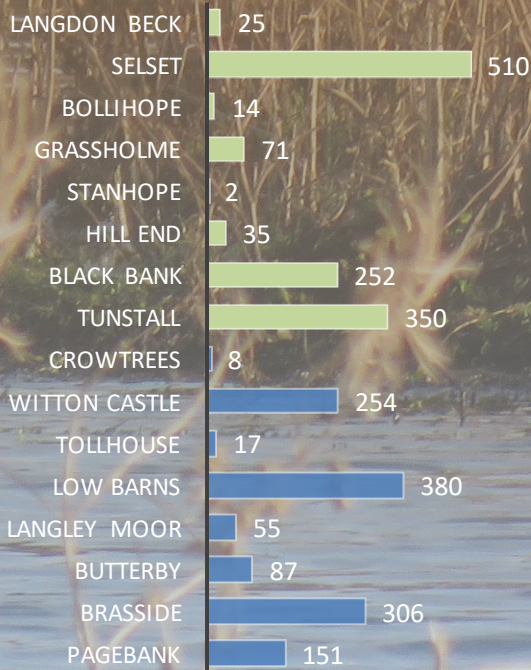 LANGDON BECK 25
SELSET 510
BOLLIHOPE 14
GRASSHOLME 71
STANHOPE 2
HILL END 35
BLACK BANK 252
TUNSTALL 350
CROWTREES 8
WITTON CASTLE 254
TOLLHOUSE 17
LOW BARNS 380
LANGLEY MOOR 55
BUTTERBY 87
BRASSIDE 306
PAGEBANK 151